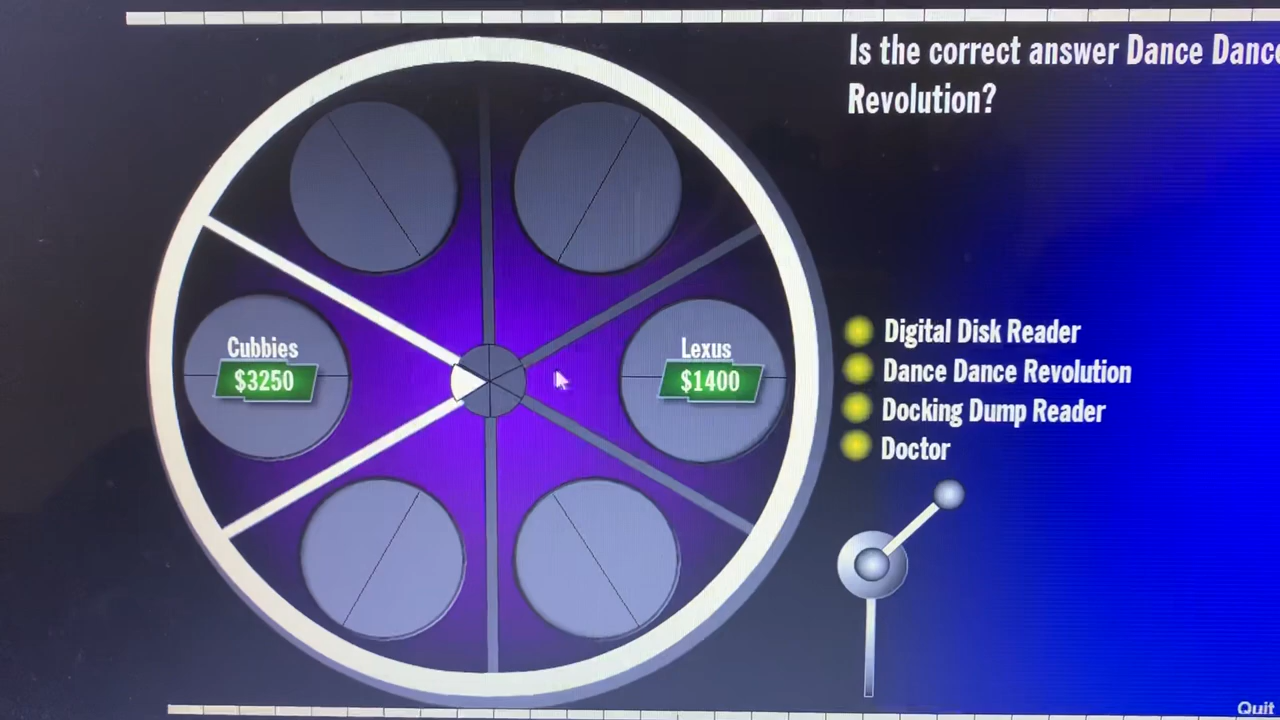 Is the correct answer Dance Dance
Revolution?
Cubbies
$3250
Lexus
$1400
Digital Disk Reader
Dance Dance Revolution
Docking Dump Reader
Doctor
Quit